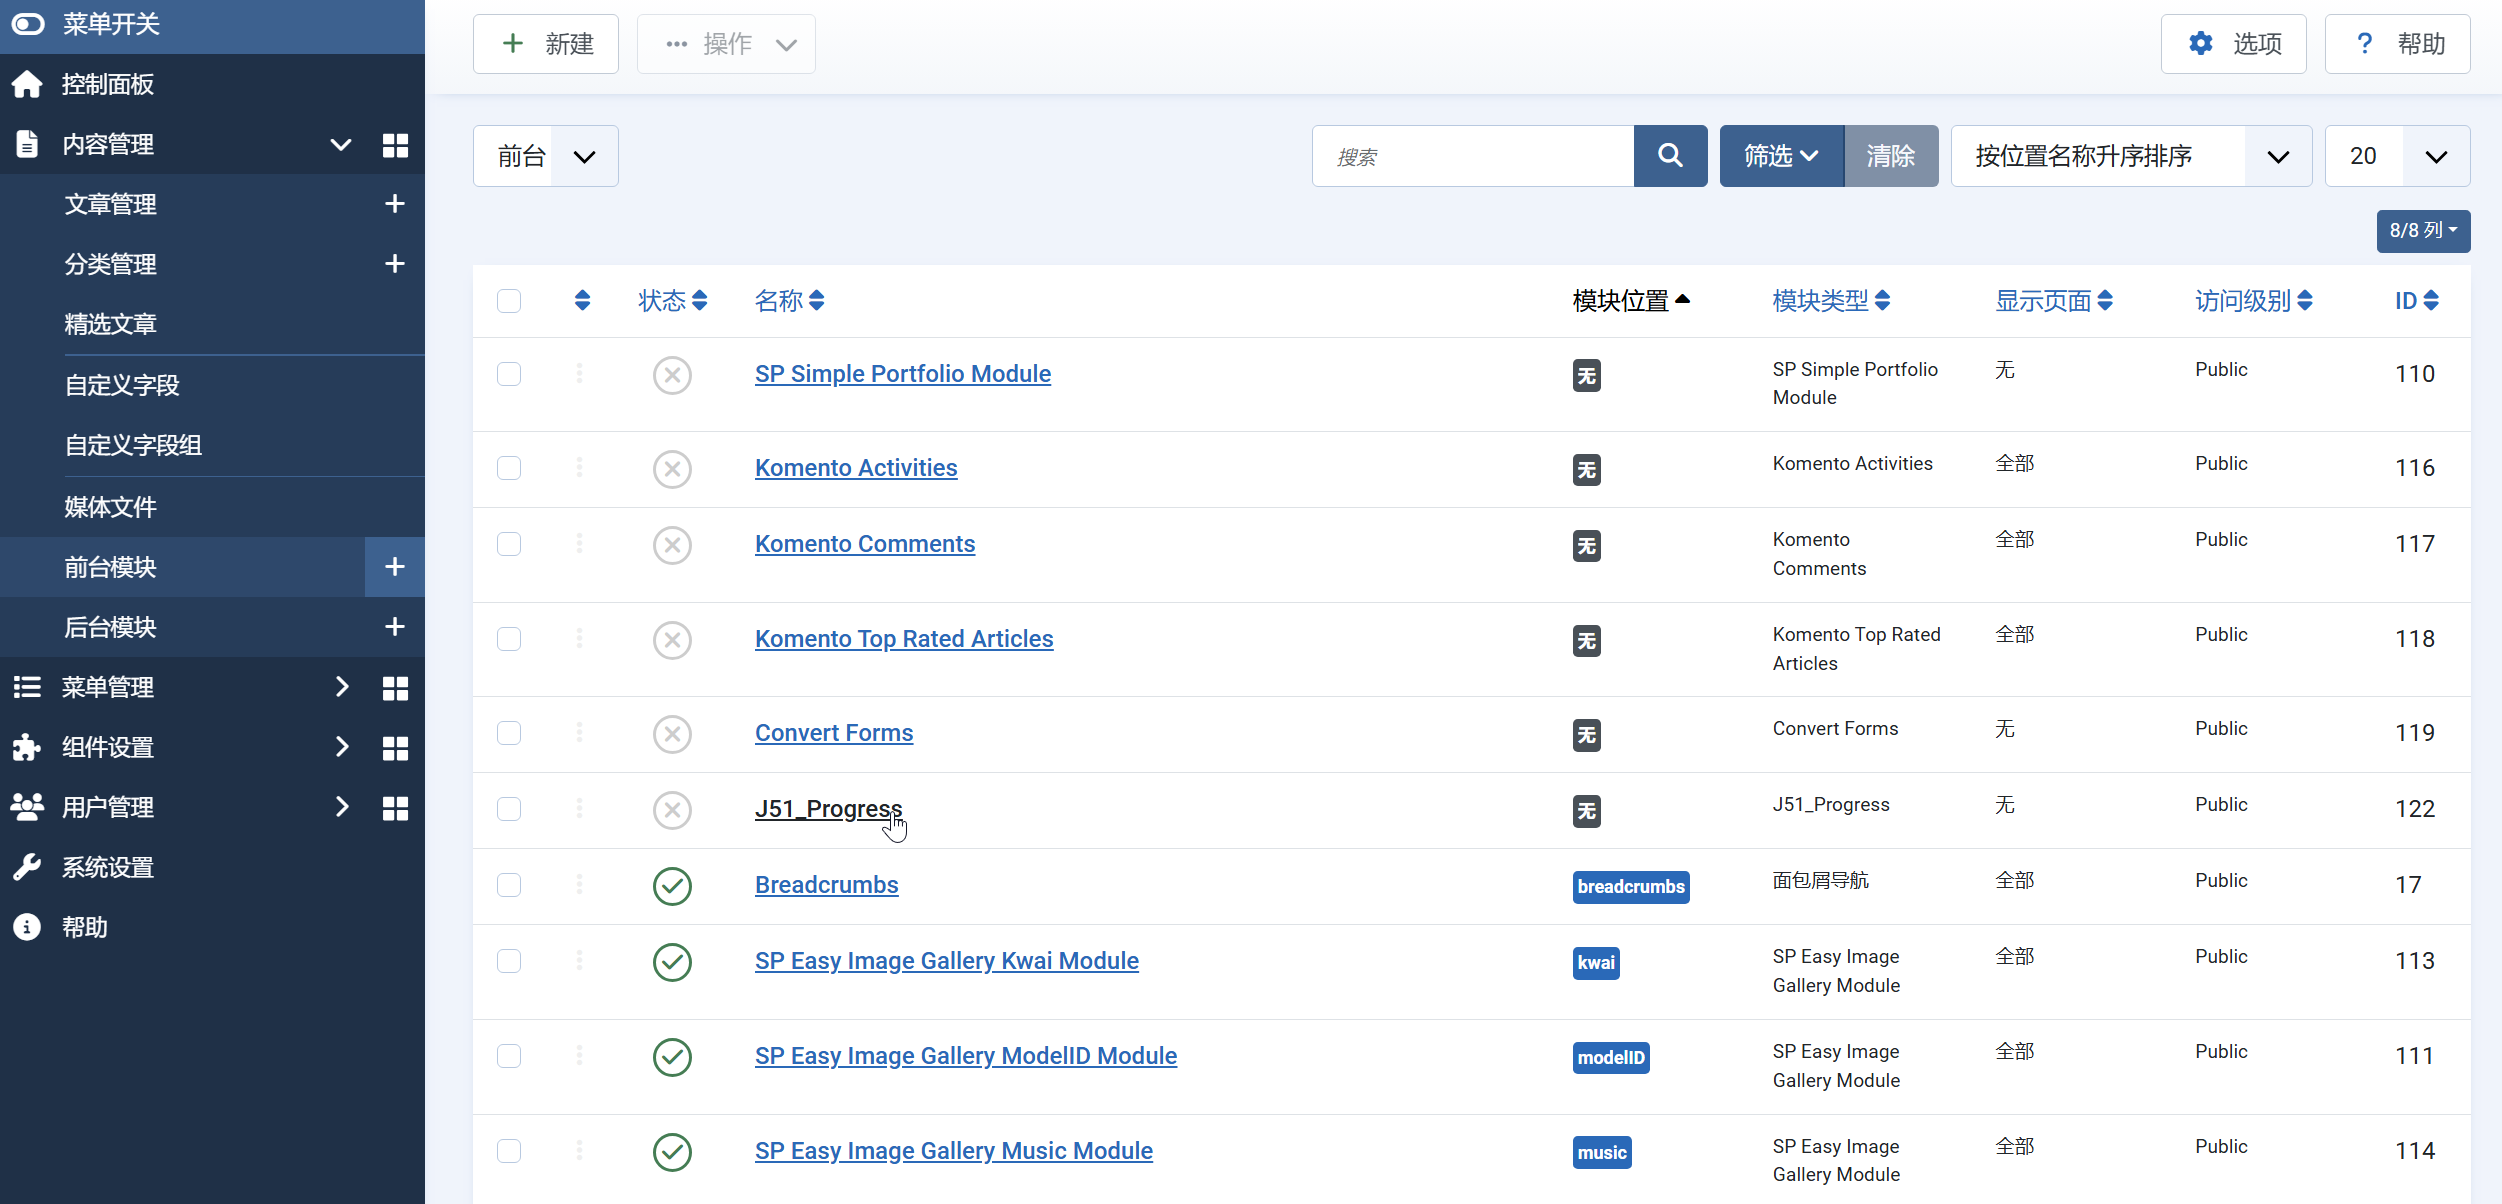 菜单开关
控制面板
内容管理
文章管理
分类管理
精选文章
自定义字段
自定义字段组
媒体文件
前台模块
后台模块
菜单管理
组件设置
用户管理
系统设置
帮助
新建 操作 选项 帮助
前台 搜索 筛选 清除 按位置名称升序排序 20
8/8 列
状态 名称 模块位置 模块类型 显示页面 访问级别 ID
SP Simple Portfolio Module 无 SP Simple Portfolio 无 Public 110
Module
Komento Activities 无 Komento Activities 全部 Public 116
Komento Comments 无 Komento 全部 Public 117
Comments
Komento Top Rated Articles 无 Komento Top Rated 全部 Public 118
Articles
Convert Forms 无 Convert Forms 无 Public 119
J51_Progress 无 J51_Progress 无 Public 122
Breadcrumbs breadcrumbs 面包屑导航 全部 Public 17
SP Easy Image Gallery Kwai Module kwai SP Easy Image 全部 Public 113
Gallery Module
SP Easy Image Gallery ModelID Module modelID SP Easy Image 全部 Public 111
Gallery Module
SP Easy Image Gallery Music Module music SP Easy Image 全部 Public 114
Gallery Module